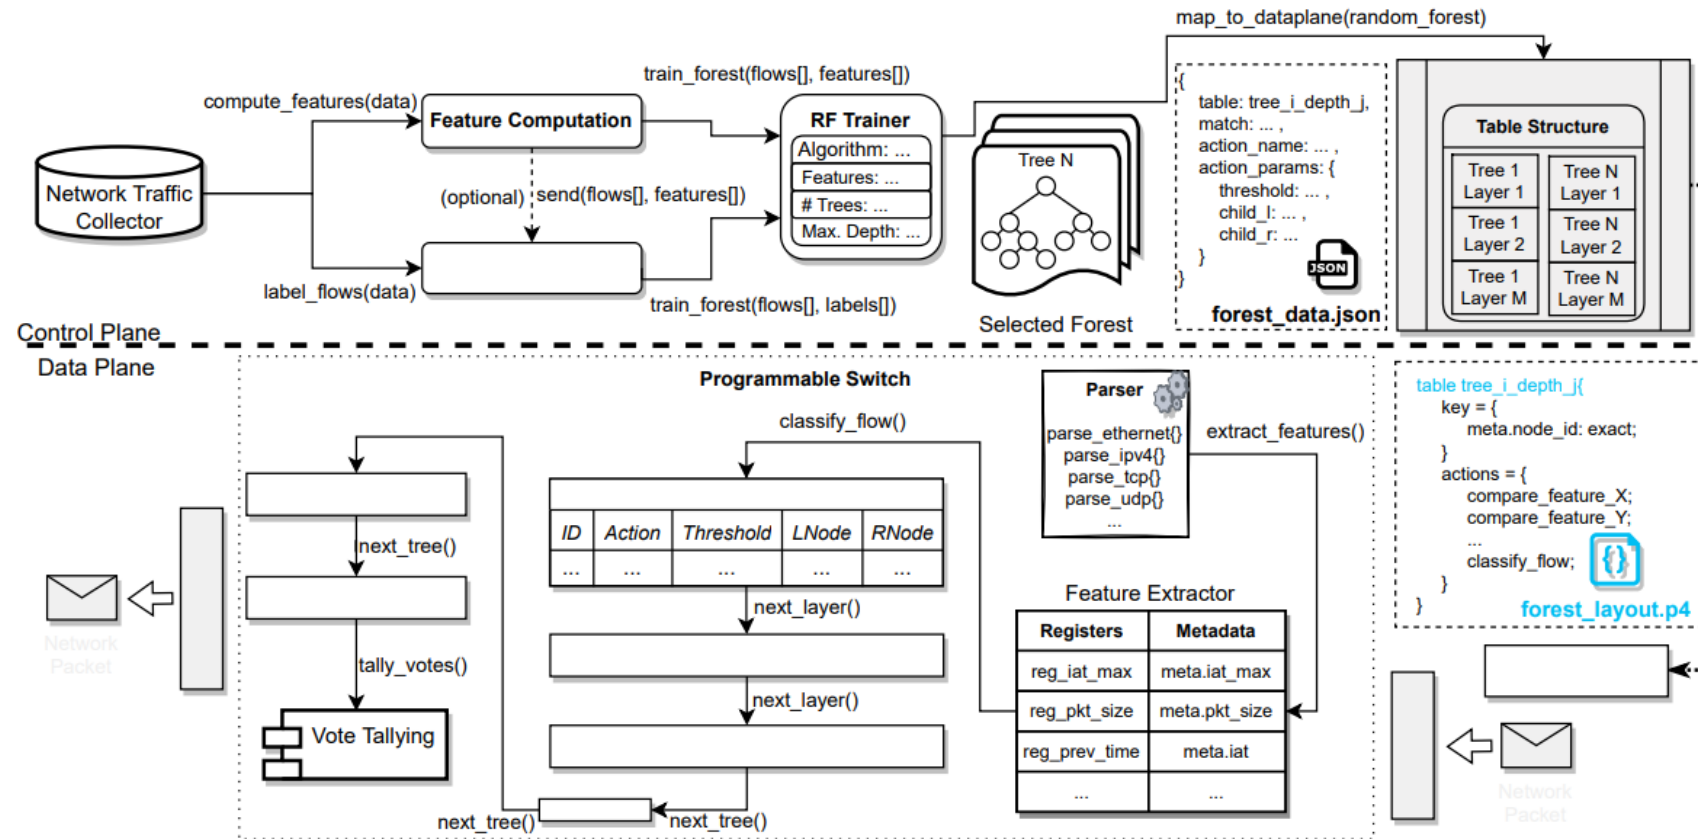 map_to_dataplane(random_forest)
train_forest(flows[], features[])
compute_features(data)
Feature Computation
RF Trainer
Algorithm: ...
Features: ...
# Trees: ...
Max. Depth: ...
Network Traffic
Collector
(optional)
send(flows[], features[])
label_flows(data)
train_forest(flows[], labels[])
Tree N
Selected Forest
{
table: tree_i_depth_j,
match: ... ,
action_name: ... ,
action_params: {
threshold: ... ,
child_l: ... ,
child_r: ...
}
}
JSON
forest_data.json
Table Structure
Tree 1
Layer 1
Tree N
Layer 1
Tree 1
Layer 2
Tree N
Layer 2
Tree 1
Layer M
Tree N
Layer M
Control Plane
Data Plane
Programmable Switch
classify_flow()
Parser
parse_ethernet{}
parse_ipv4{}
parse_tcp{}
parse_udp{}
...
extract_features()
table tree_i_depth_j{
key = {
meta.node_id: exact;
}
actions = {
compare_feature_X;
compare_feature_Y;
...
classify_flow;
}
}
{}
forest_layout.p4
ID Action Threshold LNode RNode
... ... ... ... ...
next_tree()
next_layer()
tally_votes()
next_layer()
Vote Tallying
next_tree()
next_tree()
Feature Extractor
Registers Metadata
reg_iat_max meta.iat_max
reg_pkt_size meta.pkt_size
reg_prev_time meta.iat
... ...
Network
Packet
Network
Packet